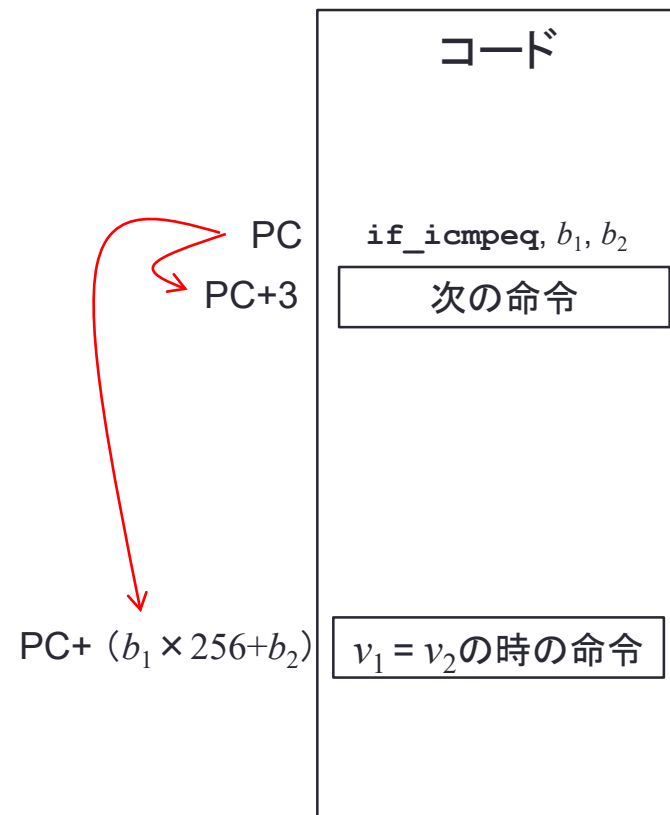 コード
PC if_icmpeq, b₁, b₂
PC+3 次の命令
PC+（b₁×256+b₂） v₁ = v₂の時の命令